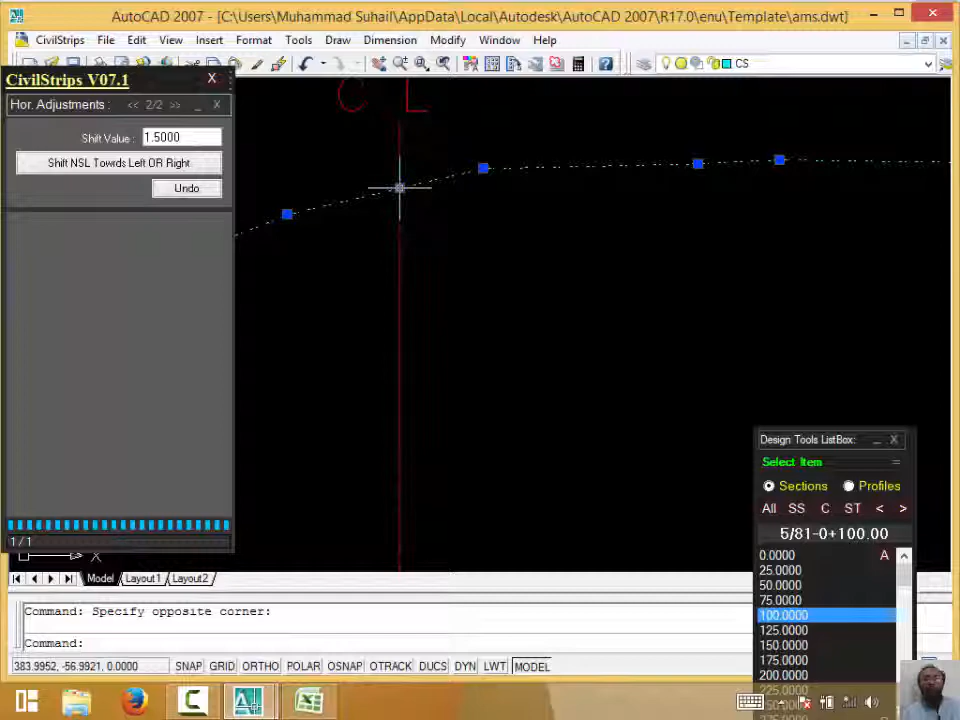 AutoCAD 2007 - [C:\Users\Muhammad Suhail\AppData\Local\Autodesk\AutoCAD 2007\R17.0\enu\Template\ams.dwt]
CivilStrips File Edit View Insert Format Tools Draw Dimension Modify Window Help
CS
CivilStrips V07.1 X
Hor. Adjustments : << 2/2 >> _ X
Shift Value : 1.5000
Shift NSL Towrds Left OR Right
Undo
1/1
C L
X
Design Tools ListBox: _ X
Select Item =
Sections Profiles
All SS C ST < >
5/81-0+100.00
0.0000 A
25.0000
50.0000
75.0000
100.0000
125.0000
150.0000
175.0000
200.0000
225.0000
Model Layout1 Layout2
Command: Specify opposite corner:
Command:
383.9952, -56.9921, 0.0000 SNAP GRID ORTHO POLAR OSNAP OTRACK DUCS DYN LWT MODEL